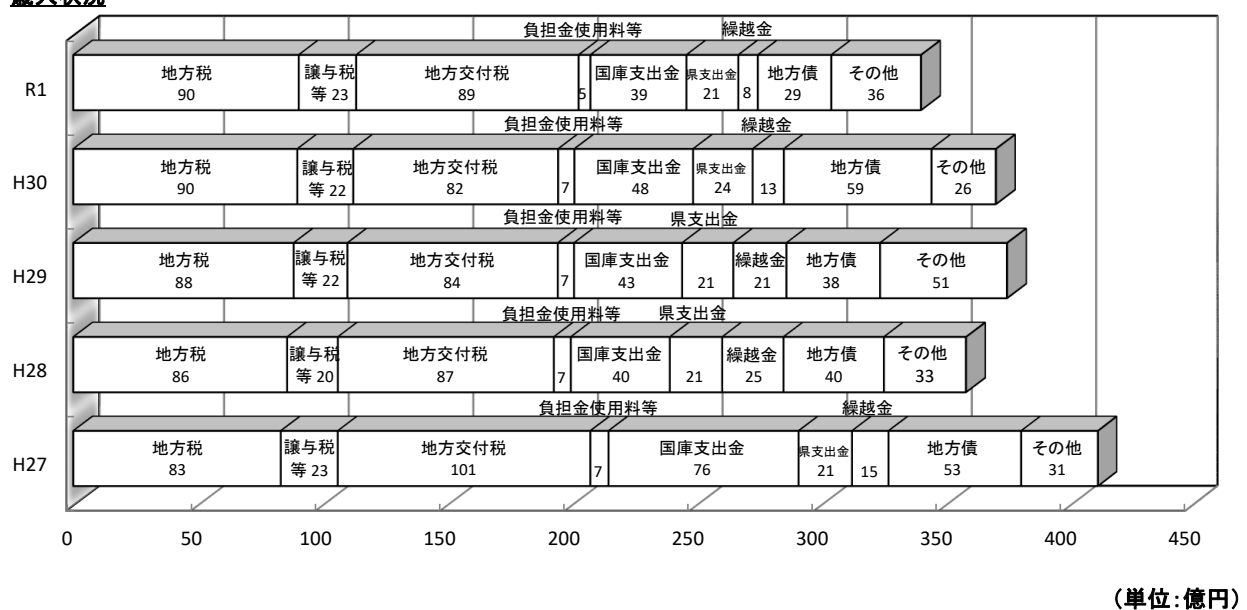 歳入状況
負担金使用料等 繰越金
R1
地方税 譲与税 地方交付税 国庫支出金 県支出金 地方債 その他
90 等 23 89 5 39 21 8 29 36
負担金使用料等 繰越金
H30
地方税 譲与税 地方交付税 国庫支出金 県支出金 地方債 その他
90 等 22 82 7 48 24 13 59 26
負担金使用料等 県支出金
H29
地方税 譲与税 地方交付税 国庫支出金 繰越金 地方債 その他
88 等 22 84 7 43 21 21 38 51
負担金使用料等 県支出金
H28
地方税 譲与税 地方交付税 国庫支出金 繰越金 地方債 その他
86 等 20 87 7 40 21 25 40 33
負担金使用料等 繰越金
H27
地方税 譲与税 地方交付税 国庫支出金 県支出金 地方債 その他
83 等 23 101 7 76 21 15 53 31
0 50 100 150 200 250 300 350 400 450
(単位:億円)